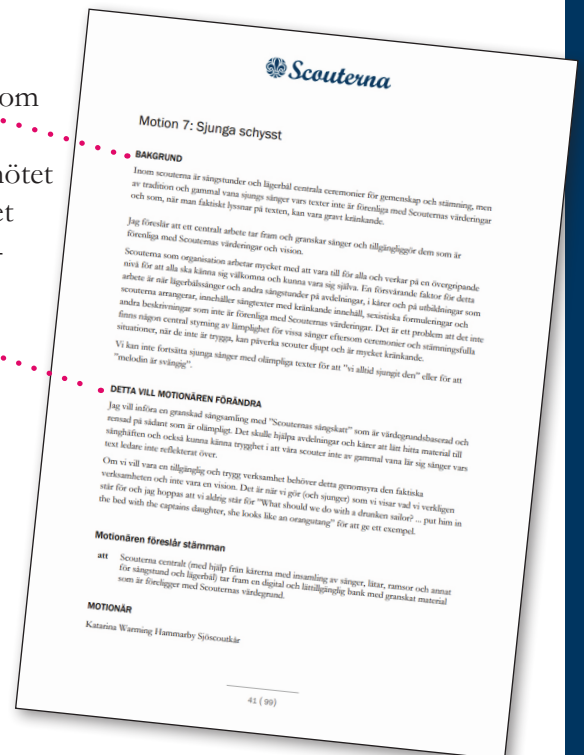 om
nötet
et
-
Scouterna
Motion 7: Sjunga schysst
BAKGRUND
Inom scouterna är sångstunder och lägerbål centrala ceremonier för gemenskap och stämning, men
av tradition och gammal vana sjungs sånger vars texter inte är förenliga med Scouternas värderingar
och som, när man faktiskt lyssnar på texten, kan vara gravt kränkande.
Jag föreslår att ett centralt arbete tar fram och granskar sånger och tillgängliggör dem som är
förenliga med Scouternas värderingar och vision.
Scouterna som organisation arbetar mycket med att vara till för alla och verkar på en övergripande
nivå för att alla ska känna sig välkomna och kunna vara sig själva. En försvårande faktor för detta
arbete är när lägerbålssånger och andra sångstunder på avdelningar, i kårer och på utbildningar som
scouterna arrangerar, innehåller sångtexter med kränkande innehåll, sexistiska formuleringar och
andra beskrivningar som inte är förenliga med Scouternas värderingar. Det är ett problem att det inte
finns någon central styrning av lämplighet för vissa sånger eftersom ceremonier och stämningsfulla
situationer, när de inte är trygga, kan påverka scouter djupt och är mycket kränkande.
Vi kan inte fortsätta sjunga sånger med olämpliga texter för att "vi alltid sjungit den" eller för att
"melodin är svängig".
DETTA VILL MOTIONÄREN FÖRÄNDRA
Jag vill införa en granskad sångsamling med "Scouternas sångskatt" som är värdegrundsbaserad och
rensad på sådant som är olämpligt. Det skulle hjälpa avdelningar och kårer att lätt hitta material till
sånghäften och också kunna känna trygghet i att våra scouter inte av gammal vana lär sig sånger vars
text ledare inte reflekterat över.
Om vi vill vara en tillgänglig och trygg verksamhet behöver detta genomsyra den faktiska
verksamheten och inte vara en vision. Det är när vi gör (och sjunger) som vi visar vad vi verkligen
står för och jag hoppas att vi aldrig står för "What should we do with a drunken sailor? ... put him in
the bed with the captains daughter, she looks like an orangutang" för att ge ett exempel.
Motionären föreslår stämman
att Scouterna centralt (med hjälp från kårerna med insamling av sånger, låtar, ramsor och annat
för sångstund och lägerbål) tar fram en digital och lättillgänglig bank med granskat material
som är föreligger med Scouternas värdegrund.
MOTIONÄR
Katarina Warming Hammarby Sjöscoutkår
41 ( 99)